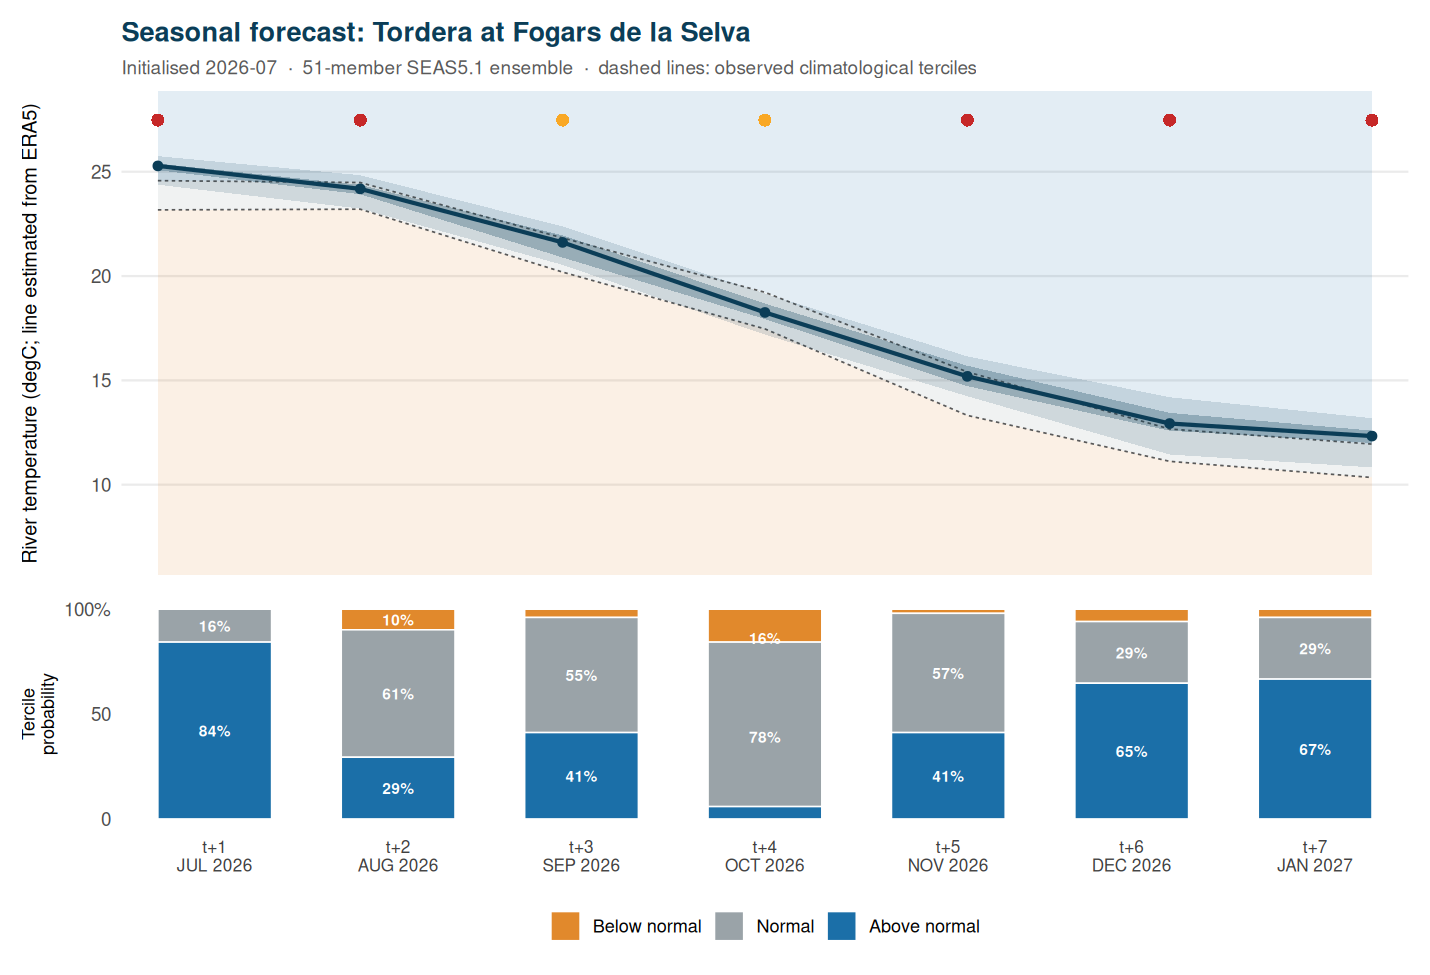 Seasonal forecast: Tordera at Fogars de la Selva
Initialised 2026-07 · 51-member SEAS5.1 ensemble · dashed lines: observed climatological terciles
River temperature (degC; line estimated from ERA5)
25
20
15
10
Tercile
probability
100%
50
0
16%
84%
10%
61%
29%
55%
41%
16%
78%
57%
41%
29%
65%
29%
67%
t+1
JUL 2026
t+2
AUG 2026
t+3
SEP 2026
t+4
OCT 2026
t+5
NOV 2026
t+6
DEC 2026
t+7
JAN 2027
Below normal
Normal
Above normal